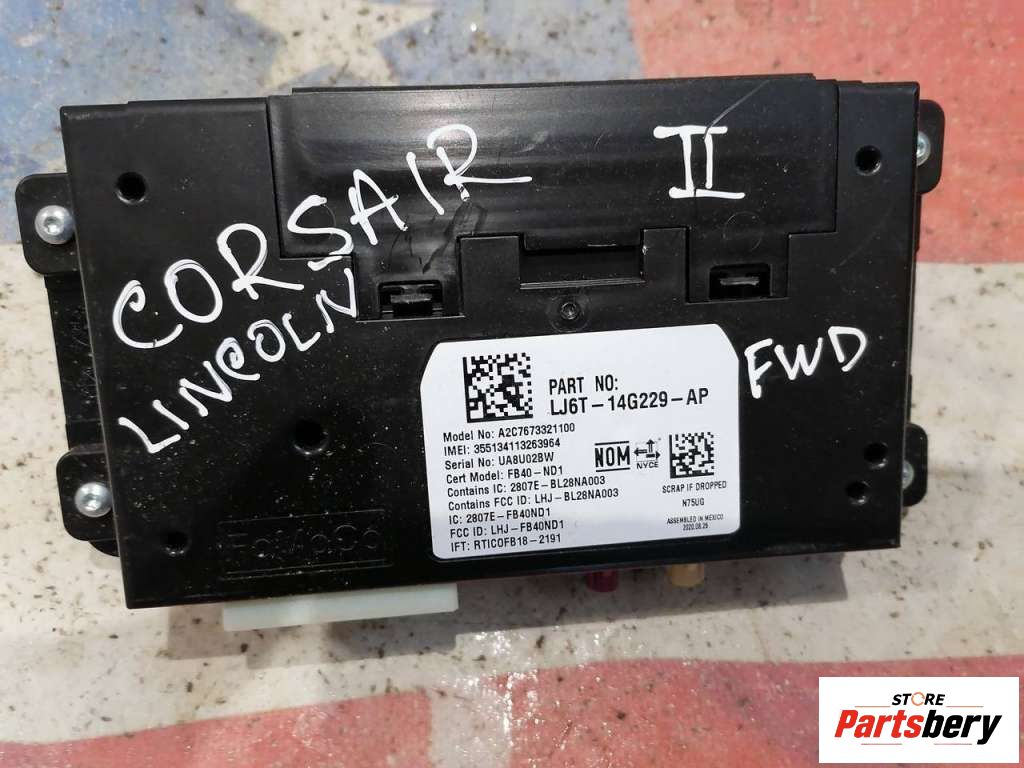 CORSAIR
LINCOLN
II
FWD
PART NO:
LJ6T-14G229-AP
Model No: A2C7673321100
IMEI: 355134113263964
Serial No: UA8U02BW
Cert Model: FB40-ND1
Contains IC: 2807E-BL28NA003
Contains FCC ID: LHJ-BL28NA003
IC: 2807E-FB40ND1
FCC ID: LHJ-FB40ND1
IFT: RTICOFB18-2191
NOM
NYCE
SCRAP IF DROPPED
N75UG
ASSEMBLED IN MEXICO
2020.08.26
STORE
Partsbery